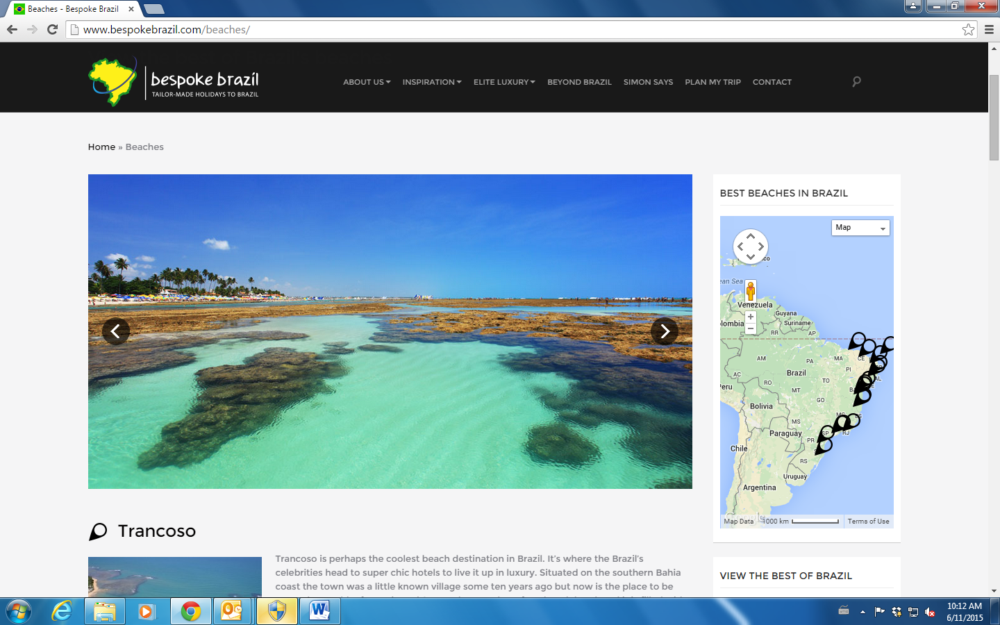 Beaches - Bespoke Brazil
www.bespokebrazil.com/beaches/
bespoke brazil
TAILOR-MADE HOLIDAYS TO BRAZIL
ABOUT US INSPIRATION ELITE LUXURY BEYOND BRAZIL SIMON SAYS PLAN MY TRIP CONTACT
Home » Beaches
BEST BEACHES IN BRAZIL
Map
ean Sea
Venezuela
Guyana
lombia
Suriname
RR
AP
AM
PA
MA
CE
PI
Brazil
AC
RO
TO
AL
eru
MT
GO
Bolivia
MS
Paraguay
SP
RJ
PR
Chile
RS
Uruguay
Argentina
Map Data 1000 km Terms of Use
Trancoso
Trancoso is perhaps the coolest beach destination in Brazil. It's where the Brazil's
celebrities head to super chic hotels to live it up in luxury. Situated on the southern Bahia
coast the town was a little known village some ten years ago but now is the place to be
VIEW THE BEST OF BRAZIL
10:12 AM
6/11/2015